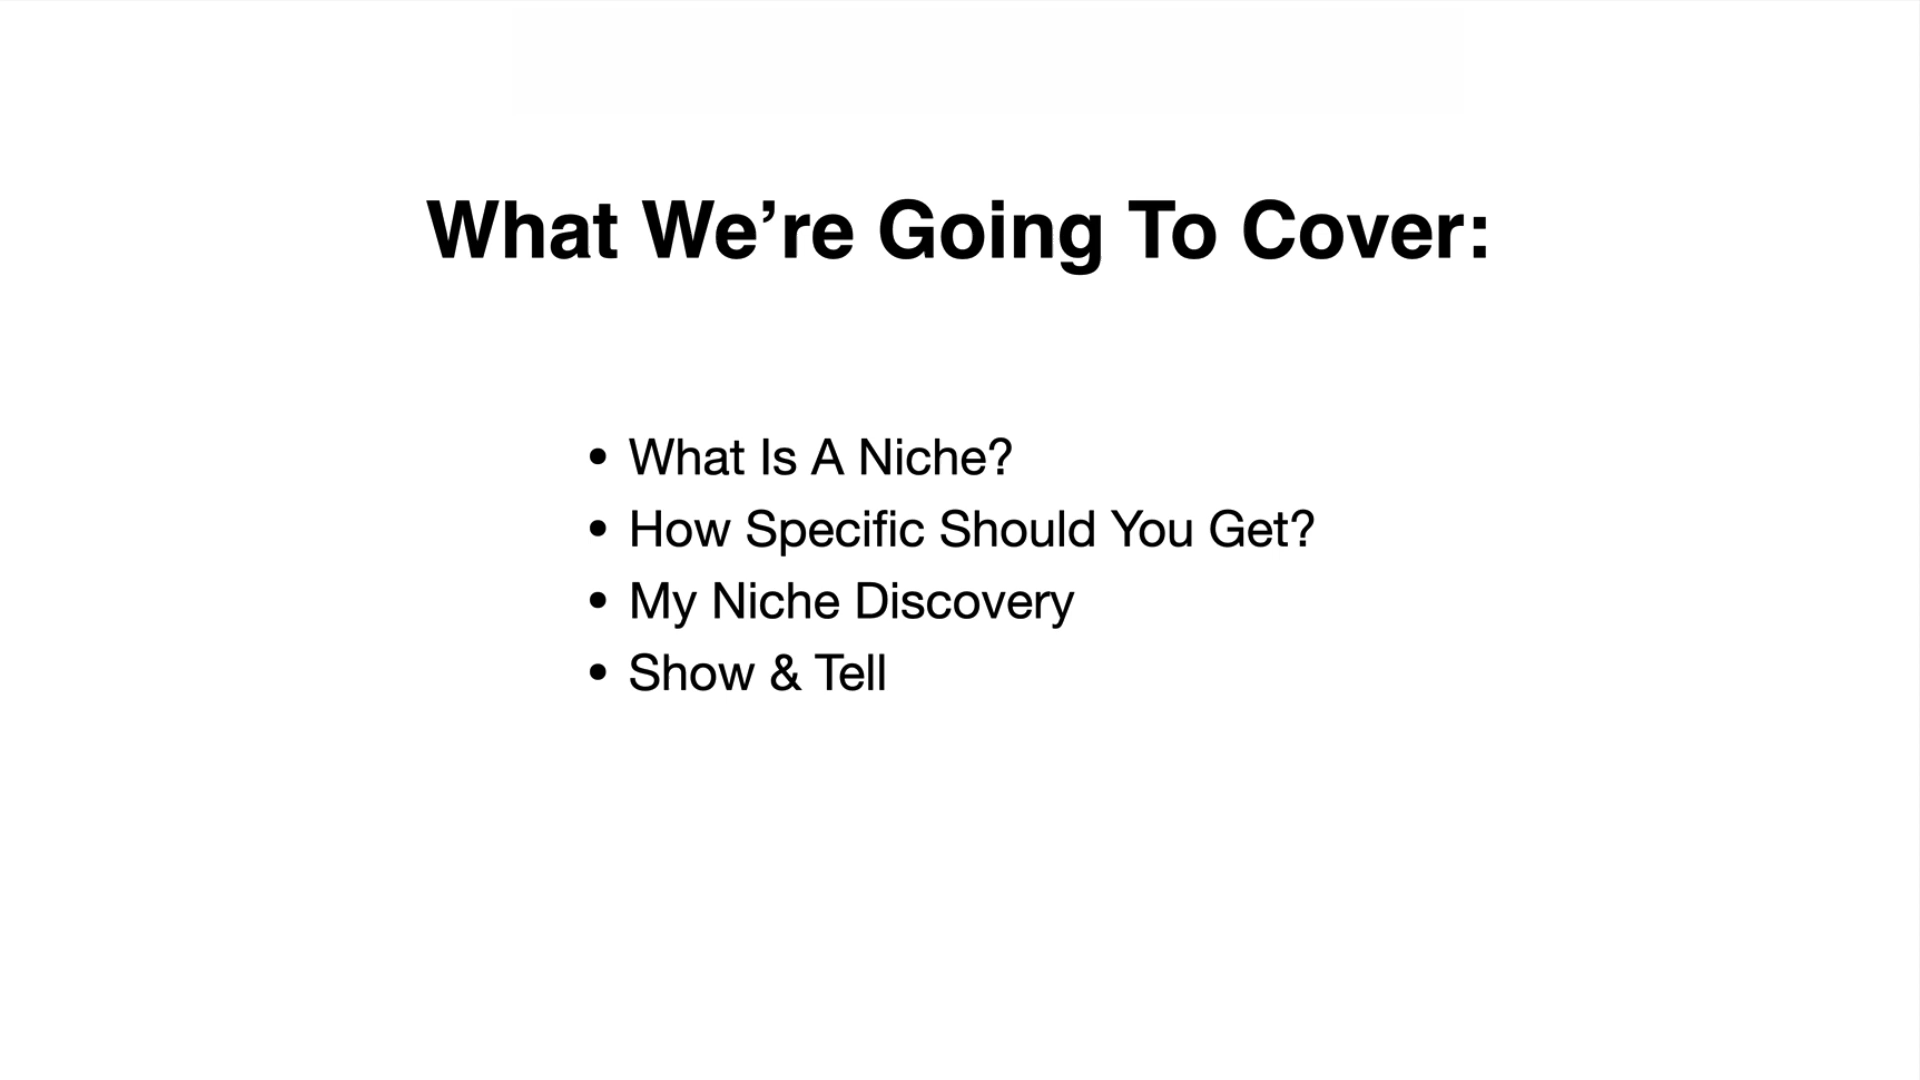 What We’re Going To Cover:
• What Is A Niche?
• How Specific Should You Get?
• My Niche Discovery
• Show & Tell